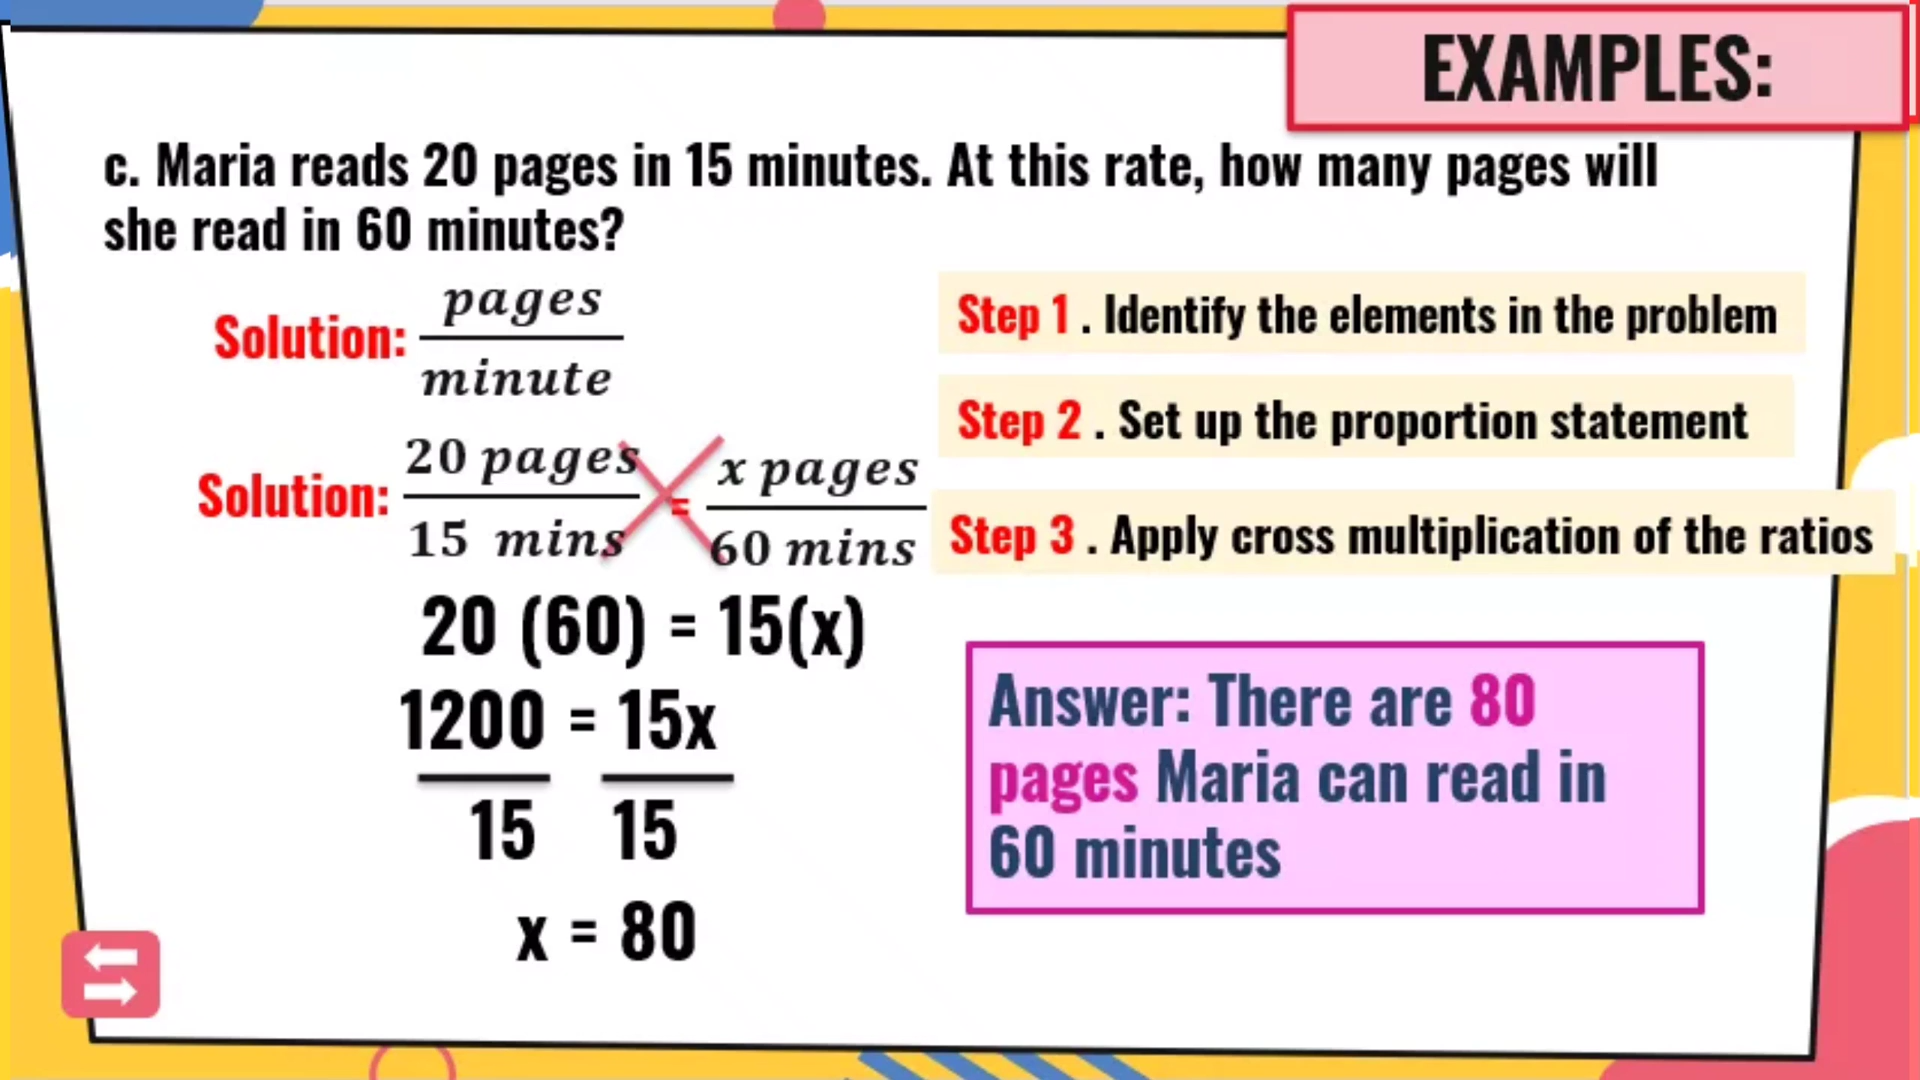 EXAMPLES:
c. Maria reads 20 pages in 15 minutes. At this rate, how many pages will
she read in 60 minutes?
Solution: pages
minute
Step 1 . Identify the elements in the problem
Step 2 . Set up the proportion statement
Solution: 20 pages = x pages
15 mins 60 mins
Step 3 . Apply cross multiplication of the ratios
20 (60) = 15(x)
1200 = 15x
15 15
x = 80
Answer: There are 80
pages Maria can read in
60 minutes